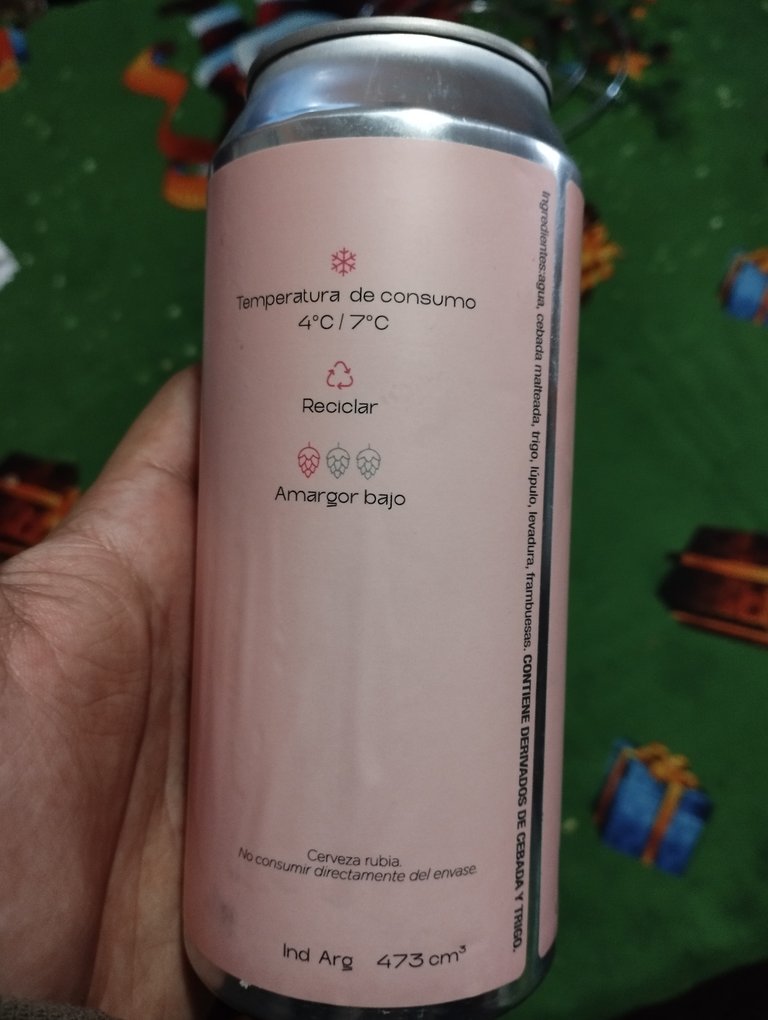 Temperatura de consumo
4°C / 7°C
Reciclar
Amargor bajo
Cerveza rubia.
No consumir directamente del envase.
Ind Arg 473 cm³
Ingredientes:agua, cebada malteada, trigo, lúpulo, levadura, frambuesas. CONTIENE DERIVADOS DE CEBADA Y TRIGO.